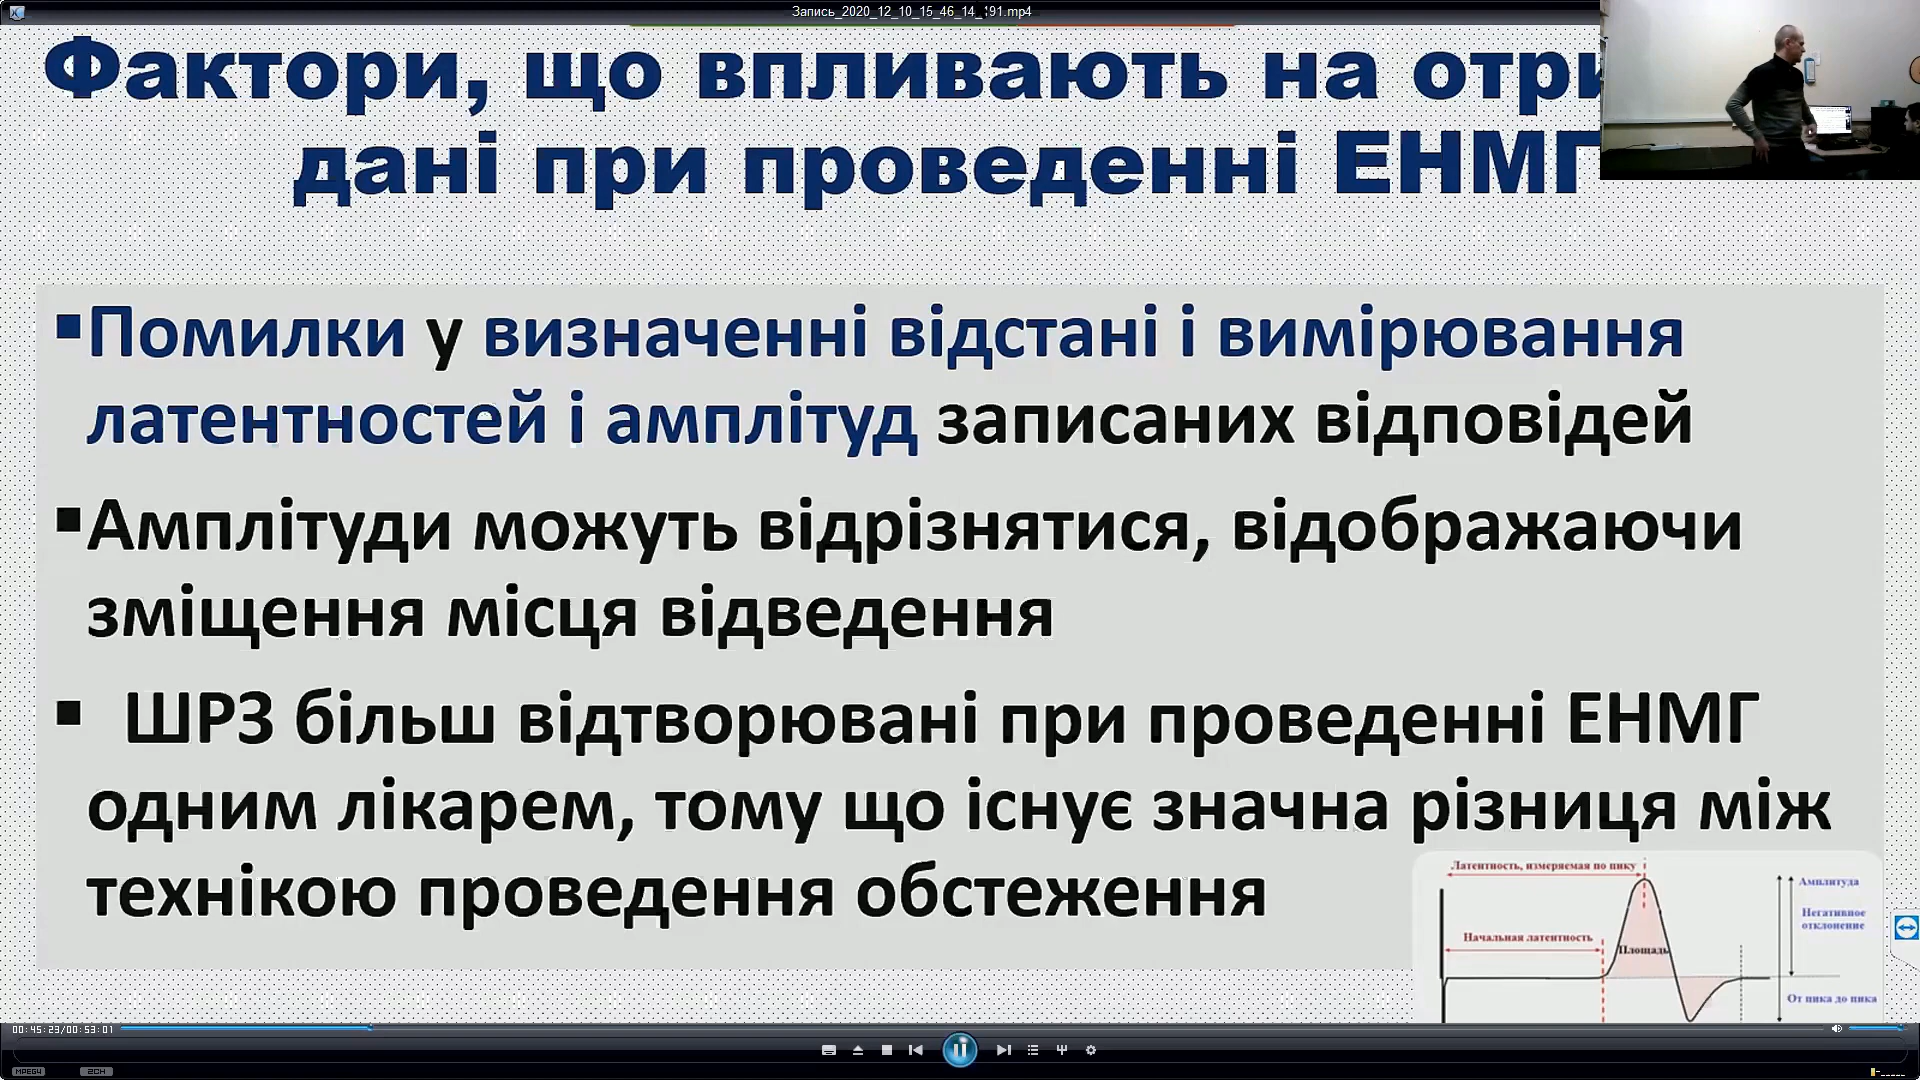 Запись_2020_12_10_15_46_14_191.mp4
Фактори, що впливають на отри
дані при проведенні ЕНМГ
▪Помилки у визначенні відстані і вимірювання
латентностей і амплітуд записаних відповідей
▪Амплітуди можуть відрізнятися, відображаючи
зміщення місця відведення
▪ ШРЗ більш відтворювані при проведенні ЕНМГ
одним лікарем, тому що існує значна різниця між
технікою проведення обстеження
Латентность, измеряемая по пику
Амплитуда
Негативное
отклонение
Начальная латентность
Площадь
От пика до пика
00:45:23/00:53:01
MPEG4
2CH